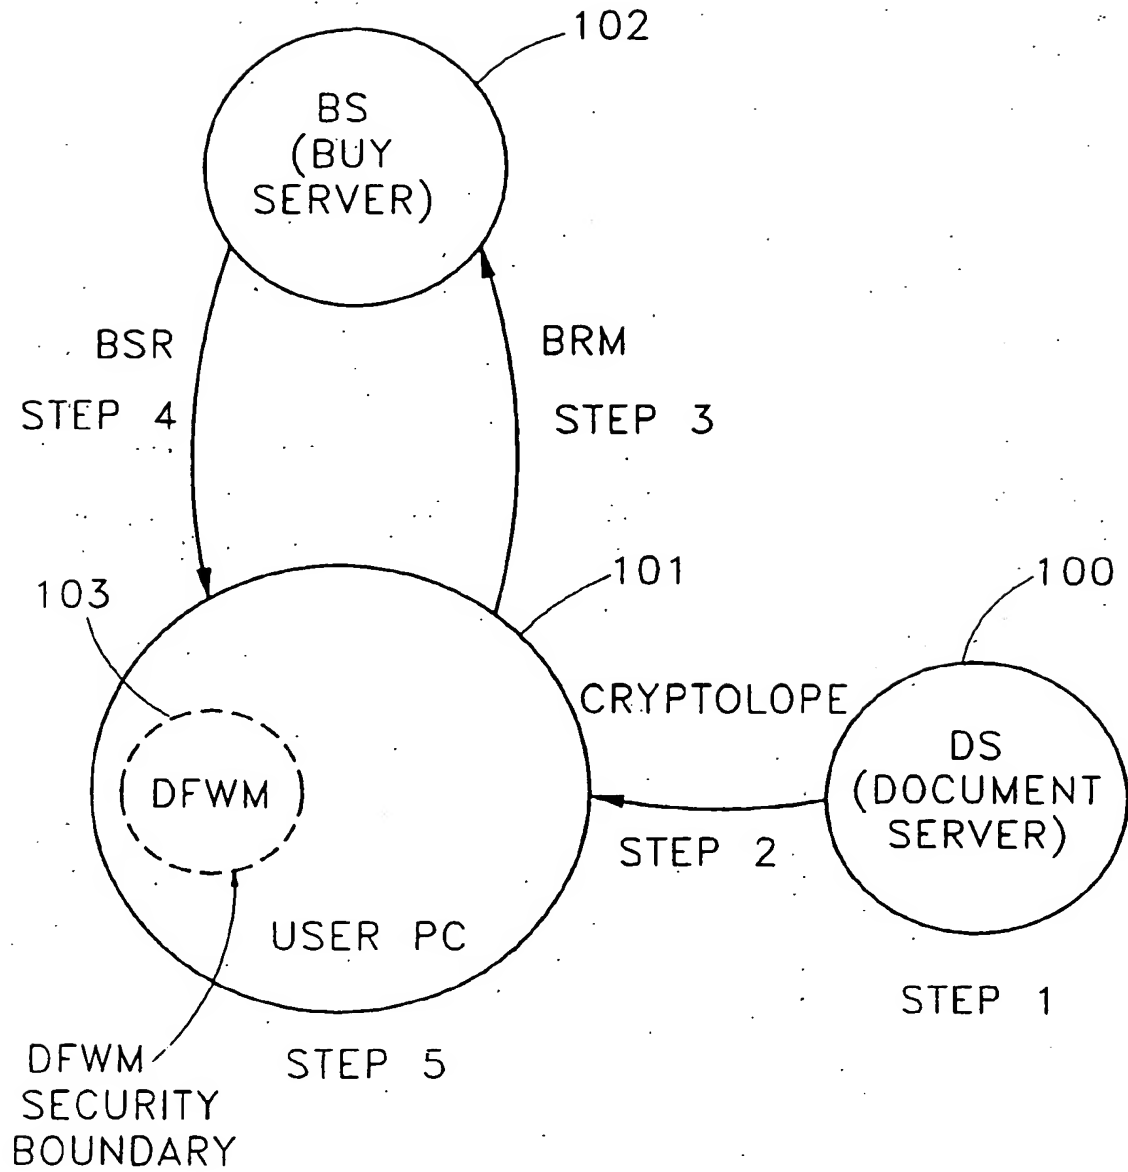 102
BS
(BUY
SERVER)
BSR
BRM
STEP 4
STEP 3
103
101
100
CRYPTOLOPE
DS
(DOCUMENT
SERVER)
DFWM
STEP 2
USER PC
STEP 1
STEP 5
DFWM
SECURITY
BOUNDARY